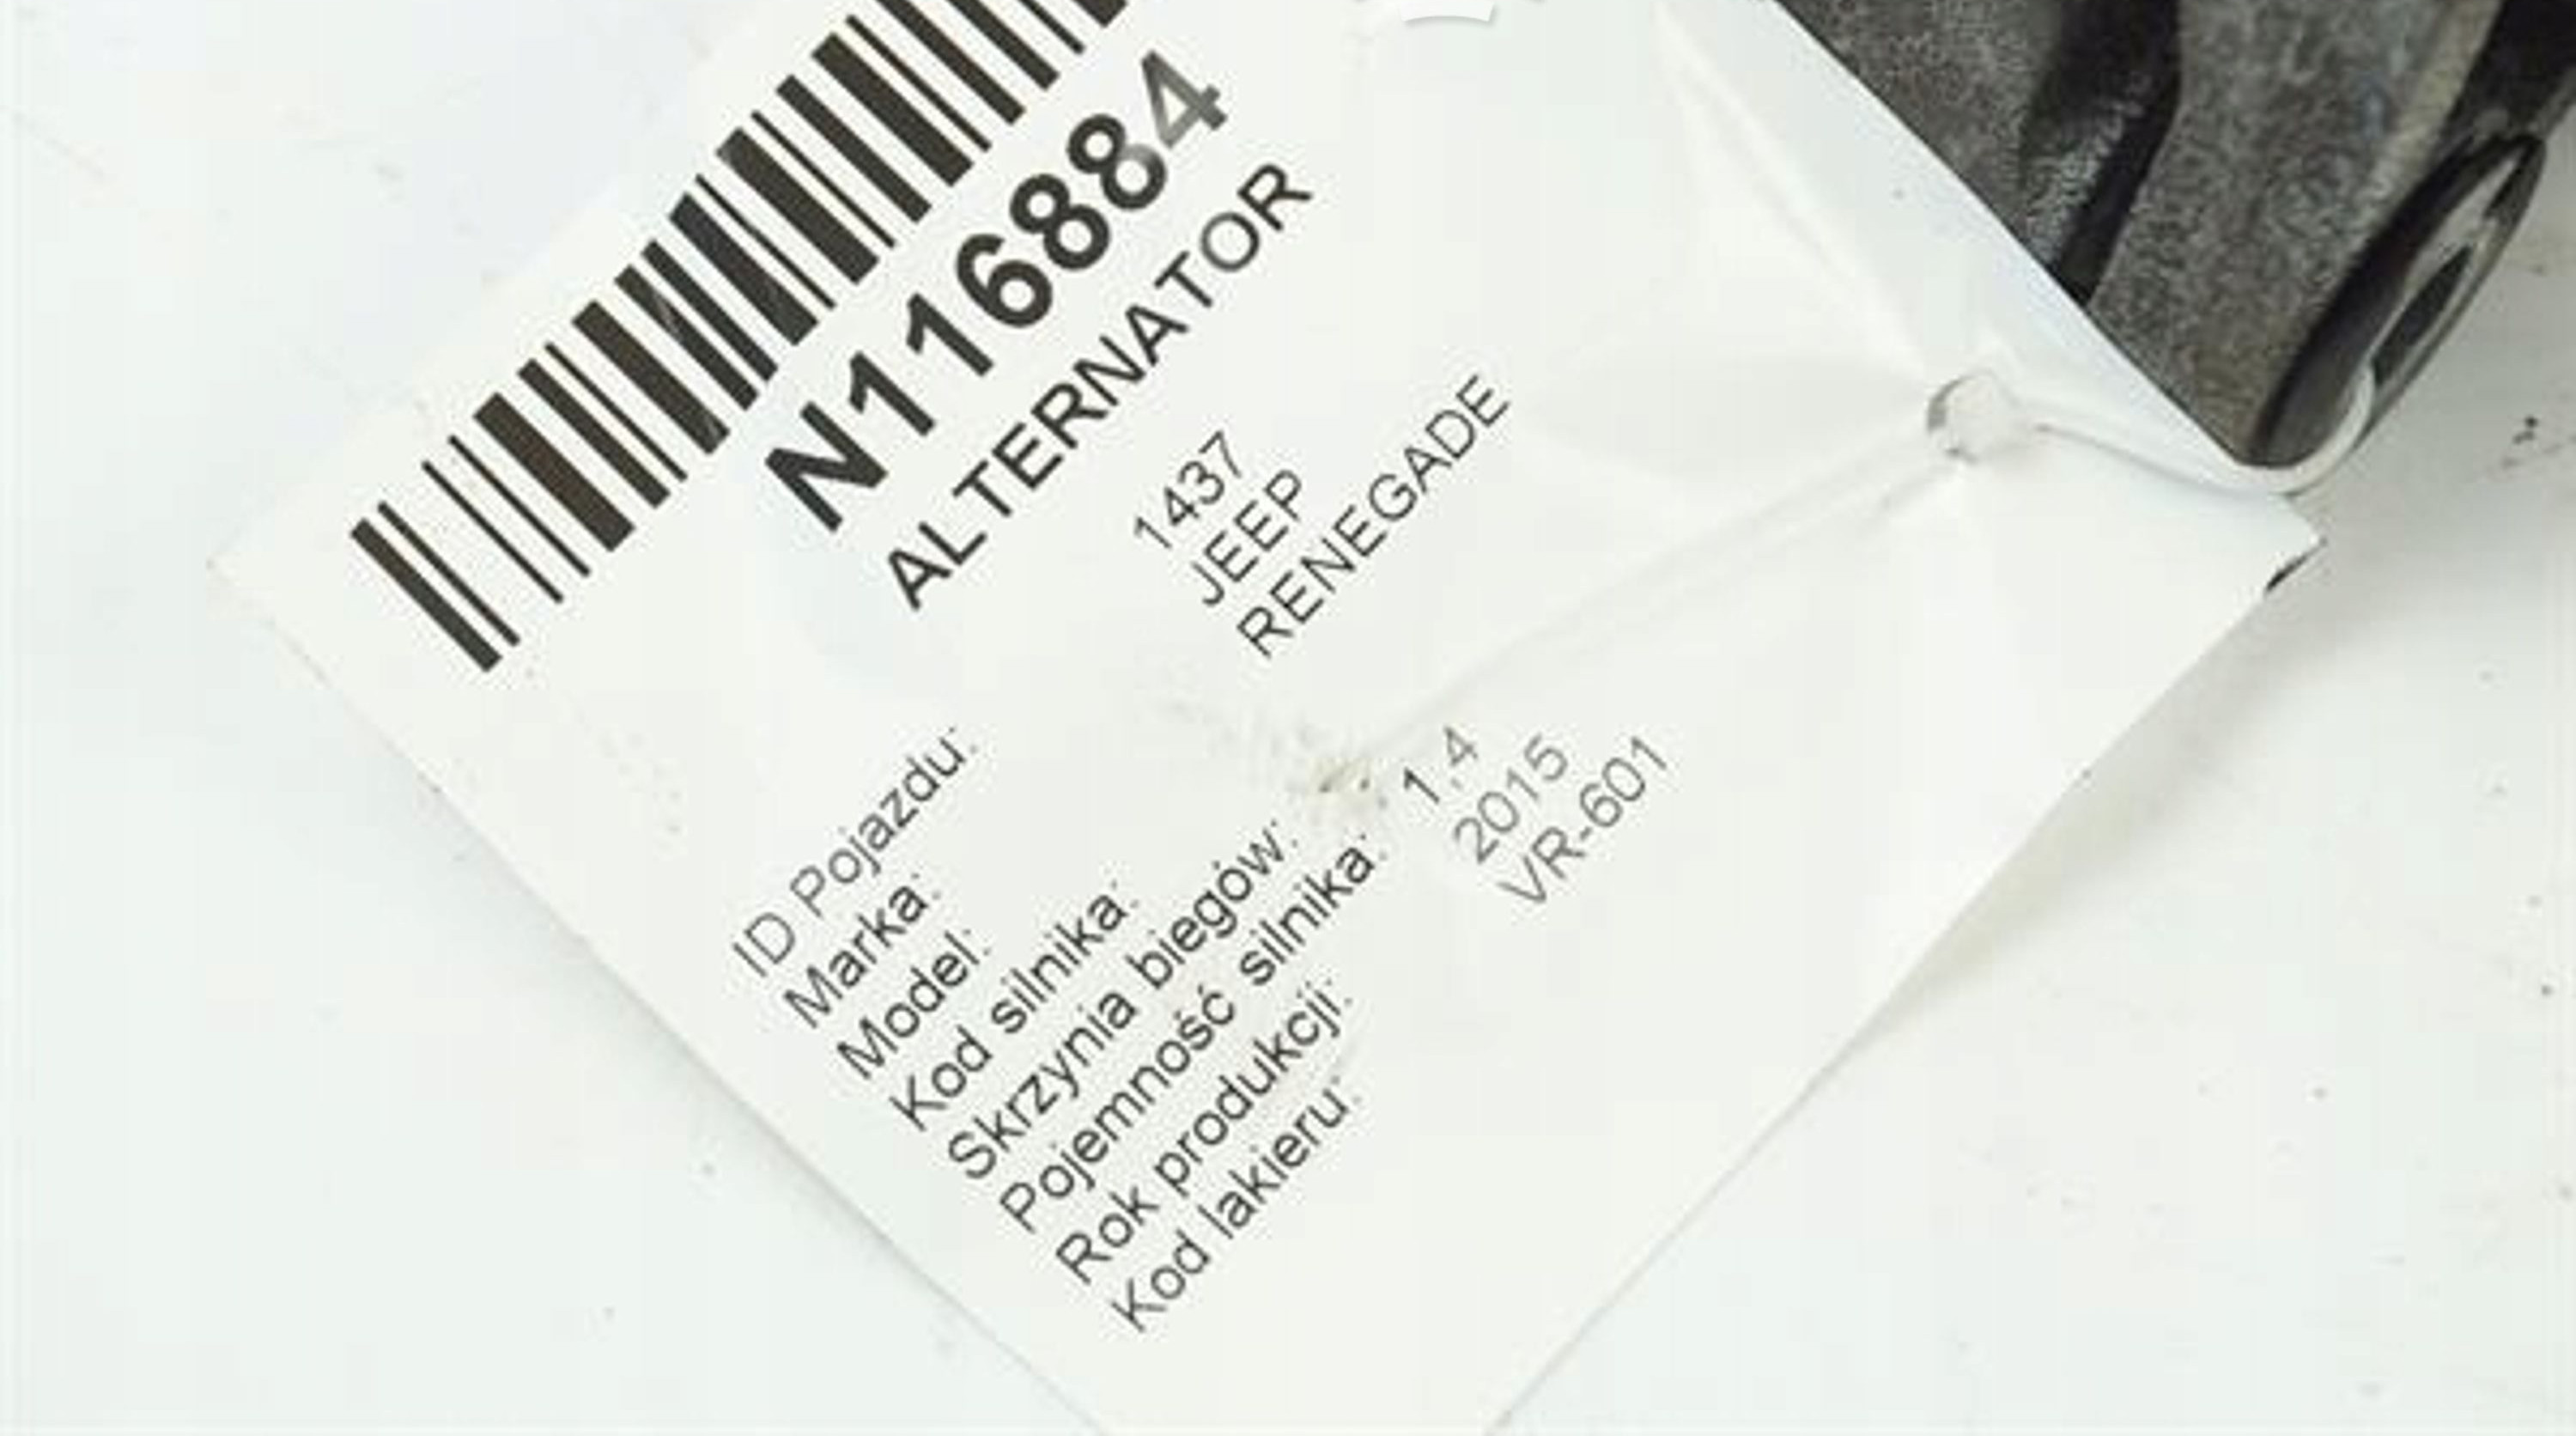 N116884
ALTERNATOR
ID Pojazdu: 1437
Marka: JEEP
Model: RENEGADE
Kod silnika:
Skrzynia biegów:
Pojemność silnika: 1,4
Rok produkcji: 2015
Kod lakieru: VR-601